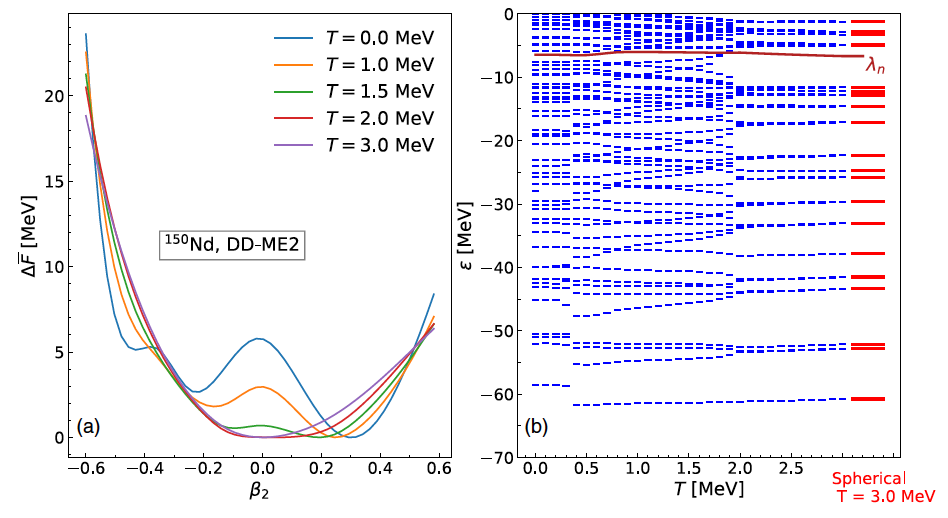 T = 0.0 MeV
T = 1.0 MeV
T = 1.5 MeV
T = 2.0 MeV
T = 3.0 MeV
¹⁵⁰Nd, DD-ME2
ΔF̅ [MeV]
20
15
10
5
0
(a)
−0.6 −0.4 −0.2 0.0 0.2 0.4 0.6
β₂
ε [MeV]
0
−10
−20
−30
−40
−50
−60
−70
λₙ
(b)
0.0 0.5 1.0 1.5 2.0 2.5
T [MeV]
Spherical
T = 3.0 MeV